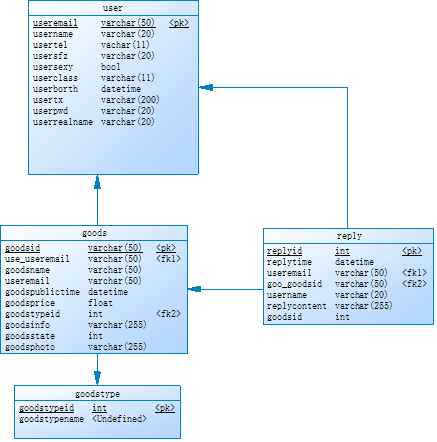 user
useremail varchar(50) <pk>
username varchar(20)
usertel vachar(11)
usersfz varchar(20)
usersexy bool
userclass varchar(11)
userborth datetime
usertx varchar(200)
userpwd varchar(20)
userrealname varchar(20)
goods
goodsid varchar(50) <pk>
use_useremail varchar(50) <fk1>
goodsname varchar(50)
useremail varchar(50)
goodspublictime datetime
goodsprice float
goodstypeid int <fk2>
goodsinfo varchar(255)
goodsstate int
goodsphoto varchar(255)
reply
replyid int <pk>
replytime datetime
useremail varchar(50) <fk1>
goo_goodsid varchar(50) <fk2>
username varchar(20)
replycontent varchar(255)
goodsid int
goodstype
goodstypeid int <pk>
goodstypename <Undefined>